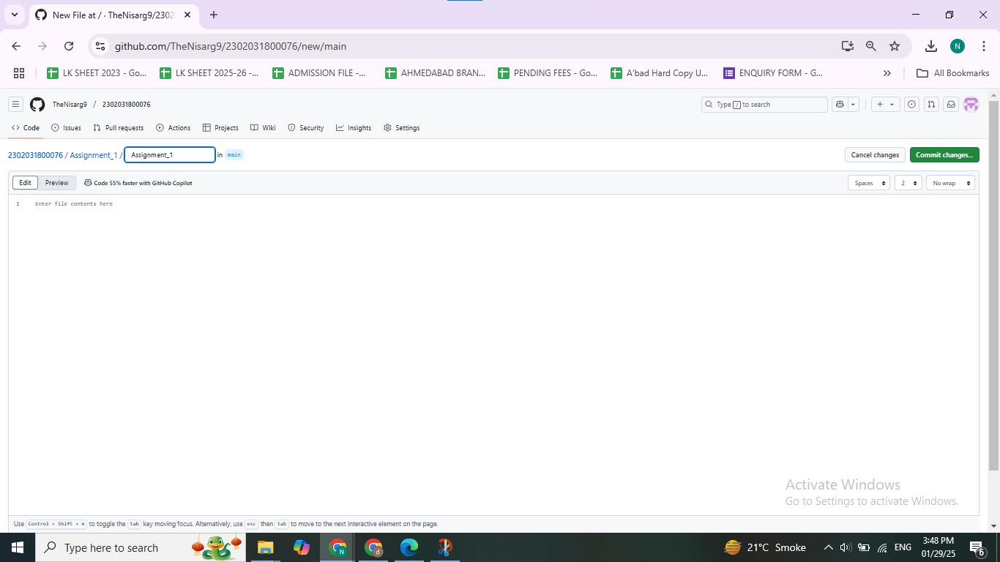 New File at / · TheNisarg9/2302
github.com/TheNisarg9/2302031800076/new/main
N
LK SHEET 2023 - Go...
LK SHEET 2025-26 -...
ADMISSION FILE -...
AHMEDABAD BRAN...
PENDING FEES - Go...
A'bad Hard Copy U...
ENQUIRY FORM - G...
All Bookmarks
TheNisarg9 / 2302031800076
Type / to search
Code
Issues
Pull requests
Actions
Projects
Wiki
Security
Insights
Settings
2302031800076 / Assignment_1 / Assignment_1 in main
Cancel changes
Commit changes...
Edit
Preview
Code 55% faster with GitHub Copilot
Spaces
2
No wrap
1 Enter file contents here
Activate Windows
Go to Settings to activate Windows.
Use Control + Shift + m to toggle the tab key moving focus. Alternatively, use esc then tab to move to the next interactive element on the page.
Type here to search
N
d
21°C Smoke
ENG
3:48 PM
01/29/25
6